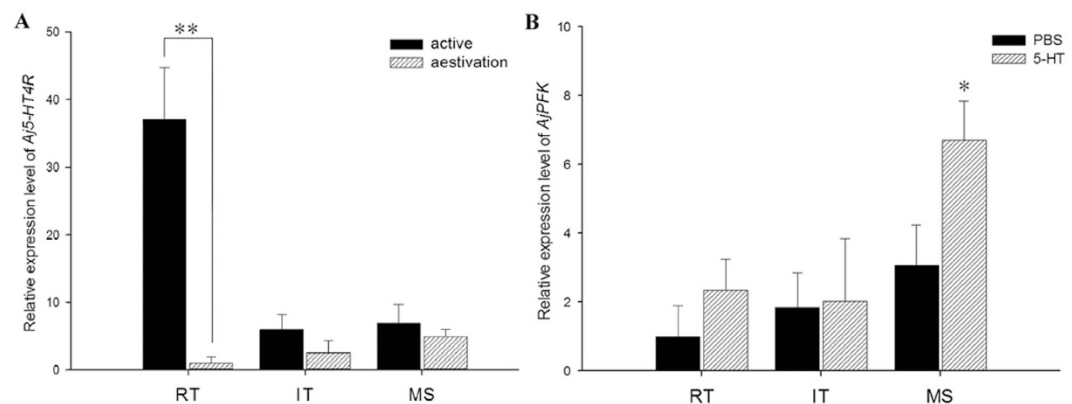 A
Relative expression level of Aj5-HT4R
50
40
30
20
10
0
**
active
aestivation
RT IT MS
B
Relative expression level of AjPFK
10
8
6
4
2
0
*
PBS
5-HT
RT IT MS